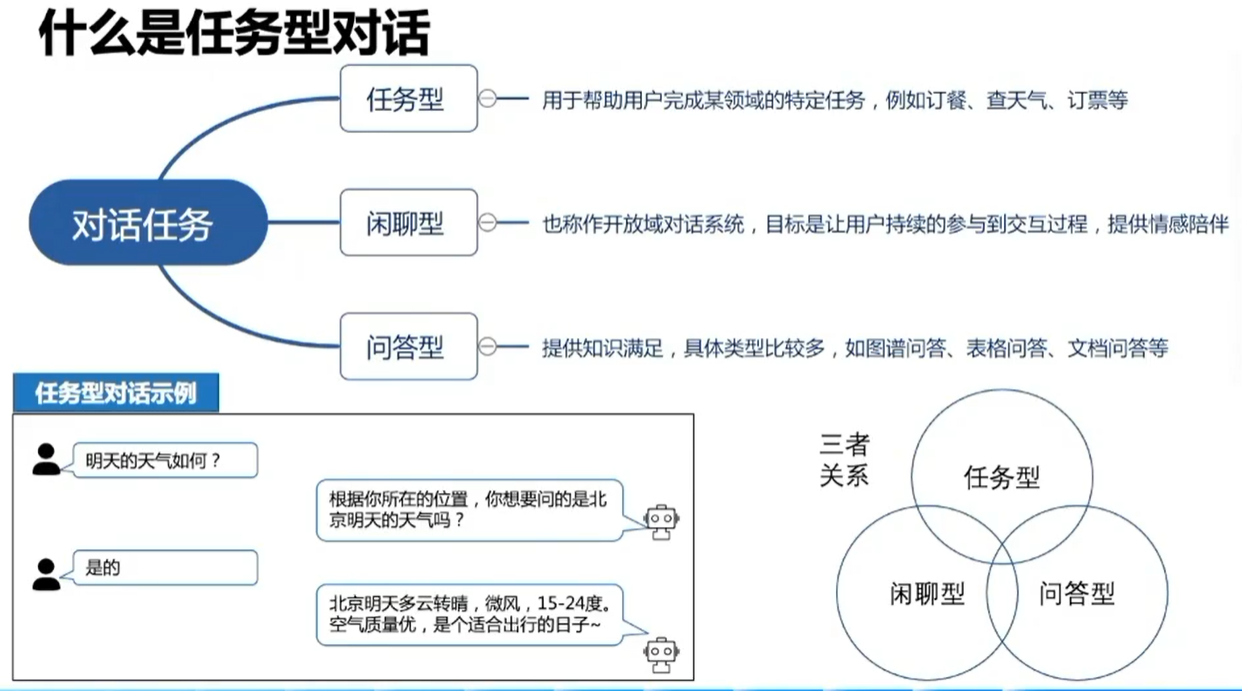 什么是任务型对话
任务型
用于帮助用户完成某领域的特定任务，例如订餐、查天气、订票等
对话任务
闲聊型
也称作开放域对话系统，目标是让用户持续的参与到交互过程，提供情感陪伴
问答型
提供知识满足，具体类型比较多，如图谱问答、表格问答、文档问答等
任务型对话示例
明天的天气如何？
根据你所在的位置，你想要问的是北
京明天的天气吗？
是的
北京明天多云转晴，微风，15-24度。
空气质量优，是个适合出行的日子~
三者
关系
任务型
闲聊型
问答型